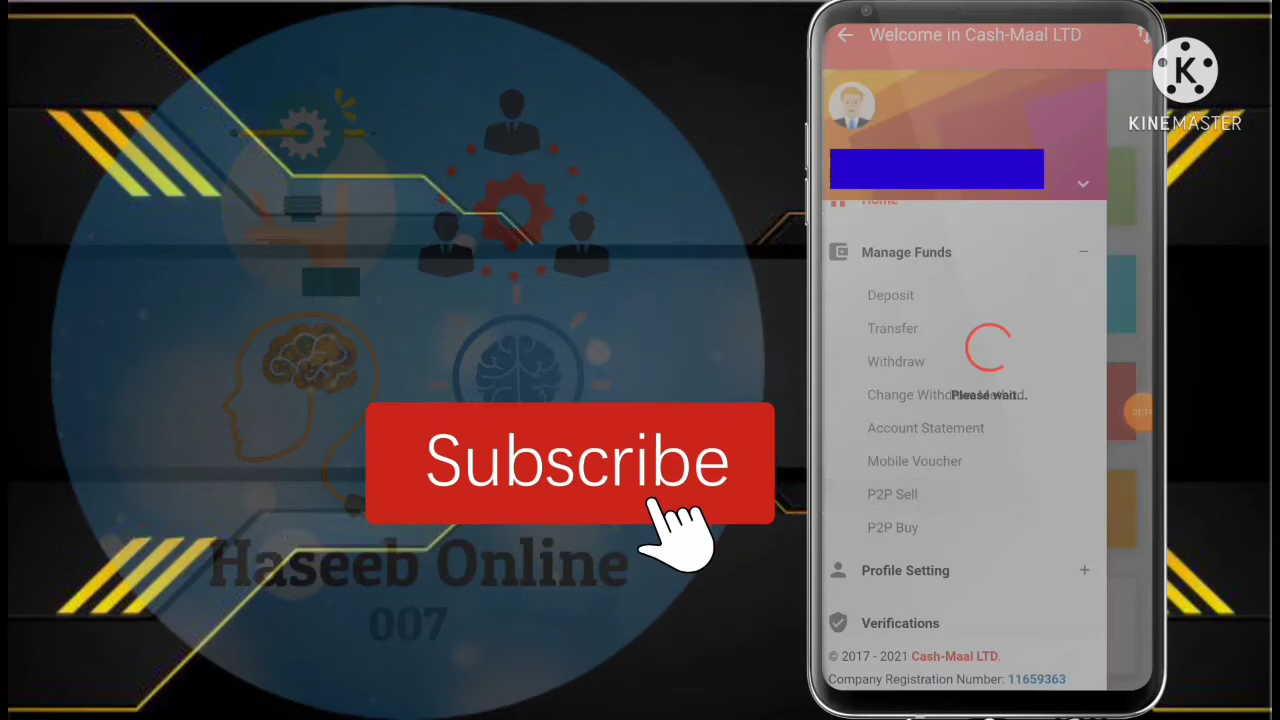 Welcome in Cash-Maal LTD
KINEMASTER
Home
Manage Funds
Deposit
Transfer
Withdraw
Please wait..
Account Statement
Mobile Voucher
P2P Sell
P2P Buy
Profile Setting
Verifications
© 2017 - 2021 Cash-Maal LTD.
Company Registration Number: 11659363
Subscribe
Haseeb Online
007